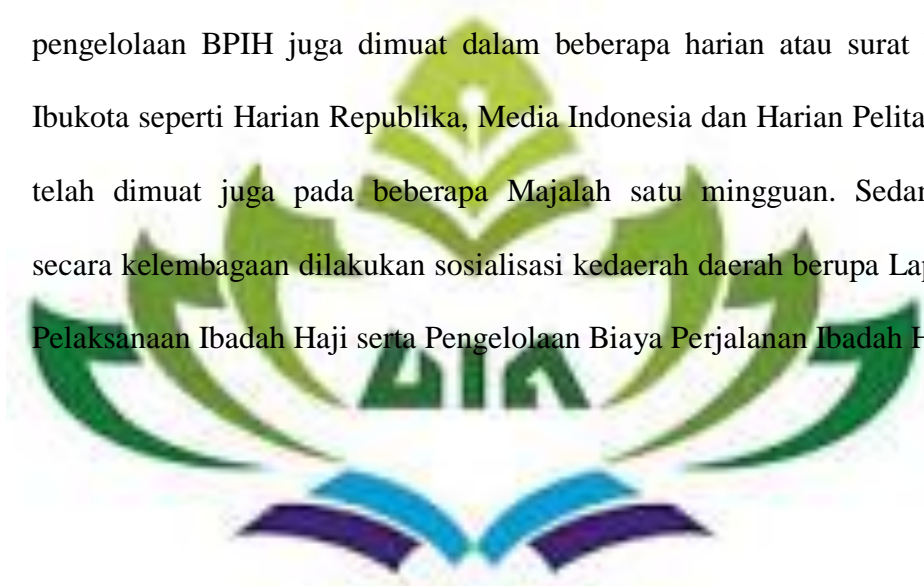 pengelolaan BPIH juga dimuat dalam beberapa harian atau surat
Ibukota seperti Harian Republika, Media Indonesia dan Harian Pelita
telah dimuat juga pada beberapa Majalah satu mingguan.
secara kelembagaan dilakukan sosialisasi kedaerah daerah berupa
Pelaksanaan Ibadah Haji serta Pengelolaan Biaya Perjalanan Ibadah